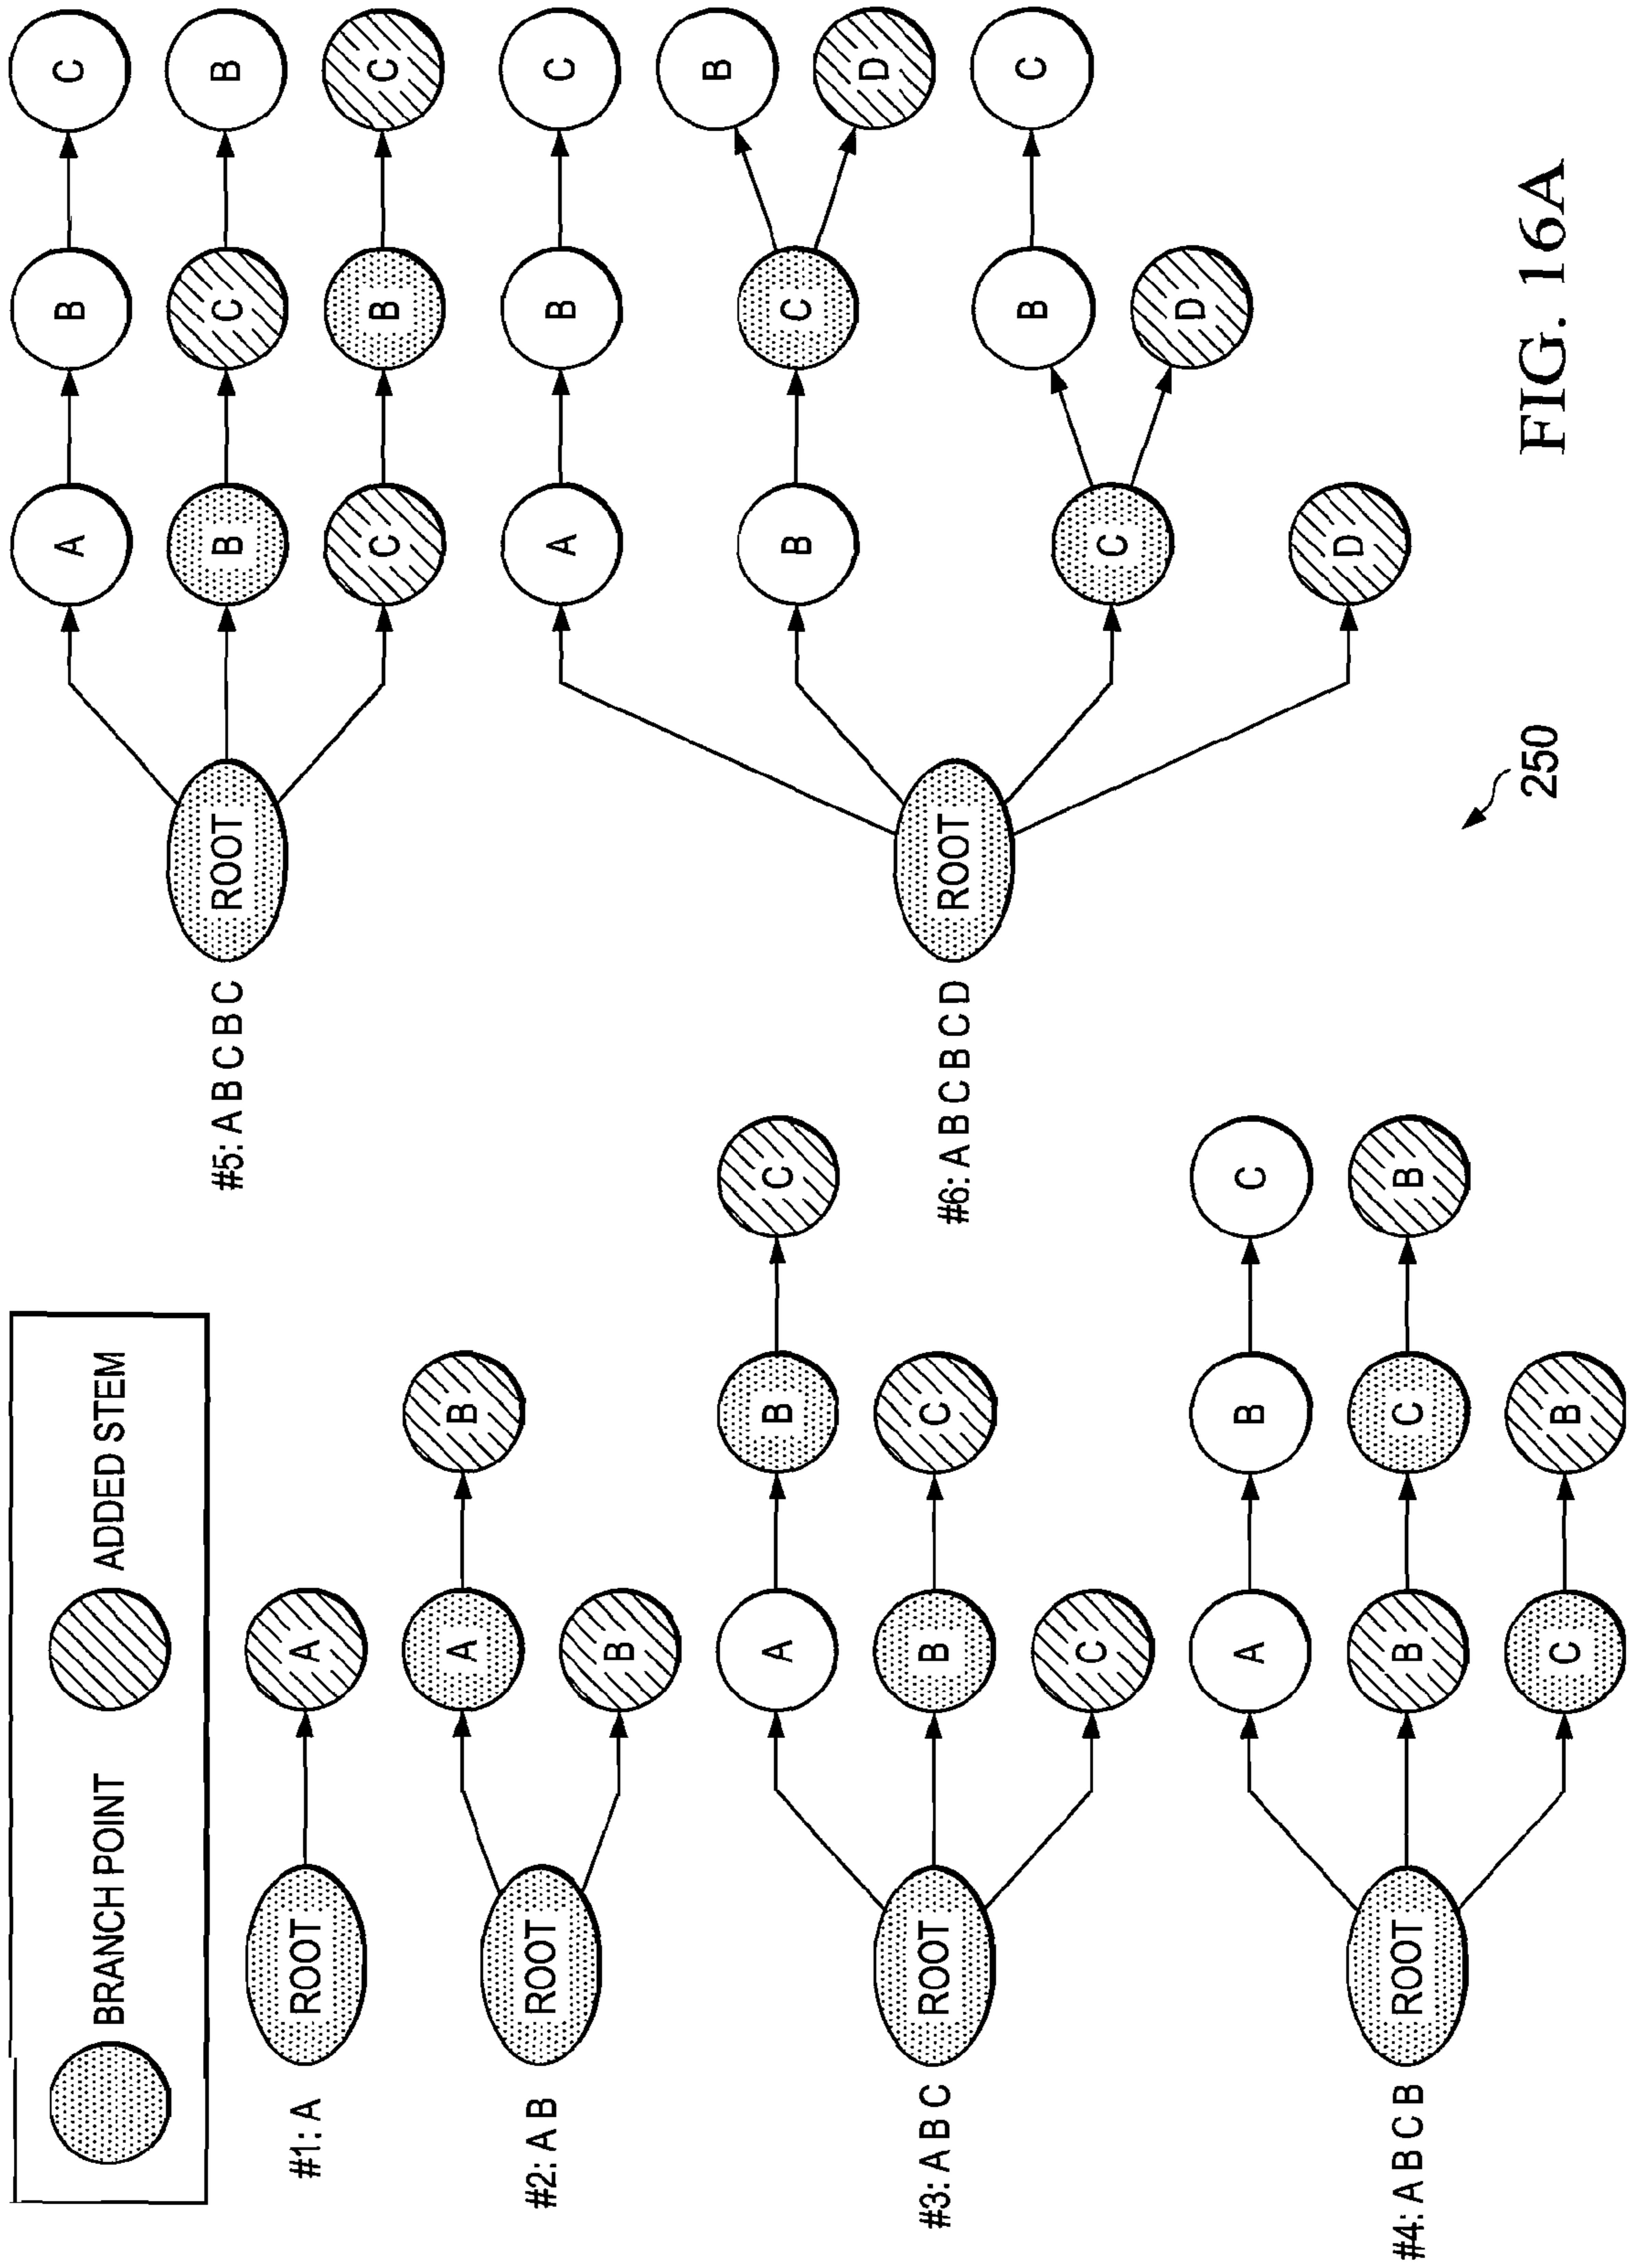 BRANCH POINT ADDED STEM
#1: A ROOT A
A B
#2: A B ROOT
B
A B C
#3: A B C ROOT B C
C
A B C
#4: A B C B ROOT B C B
C B
A B C
#5: A B C B C ROOT B C B
C B C
A B C
B
B C
D
#6: A B C B C D ROOT
B C
C
D
D
250
FIG. 16A